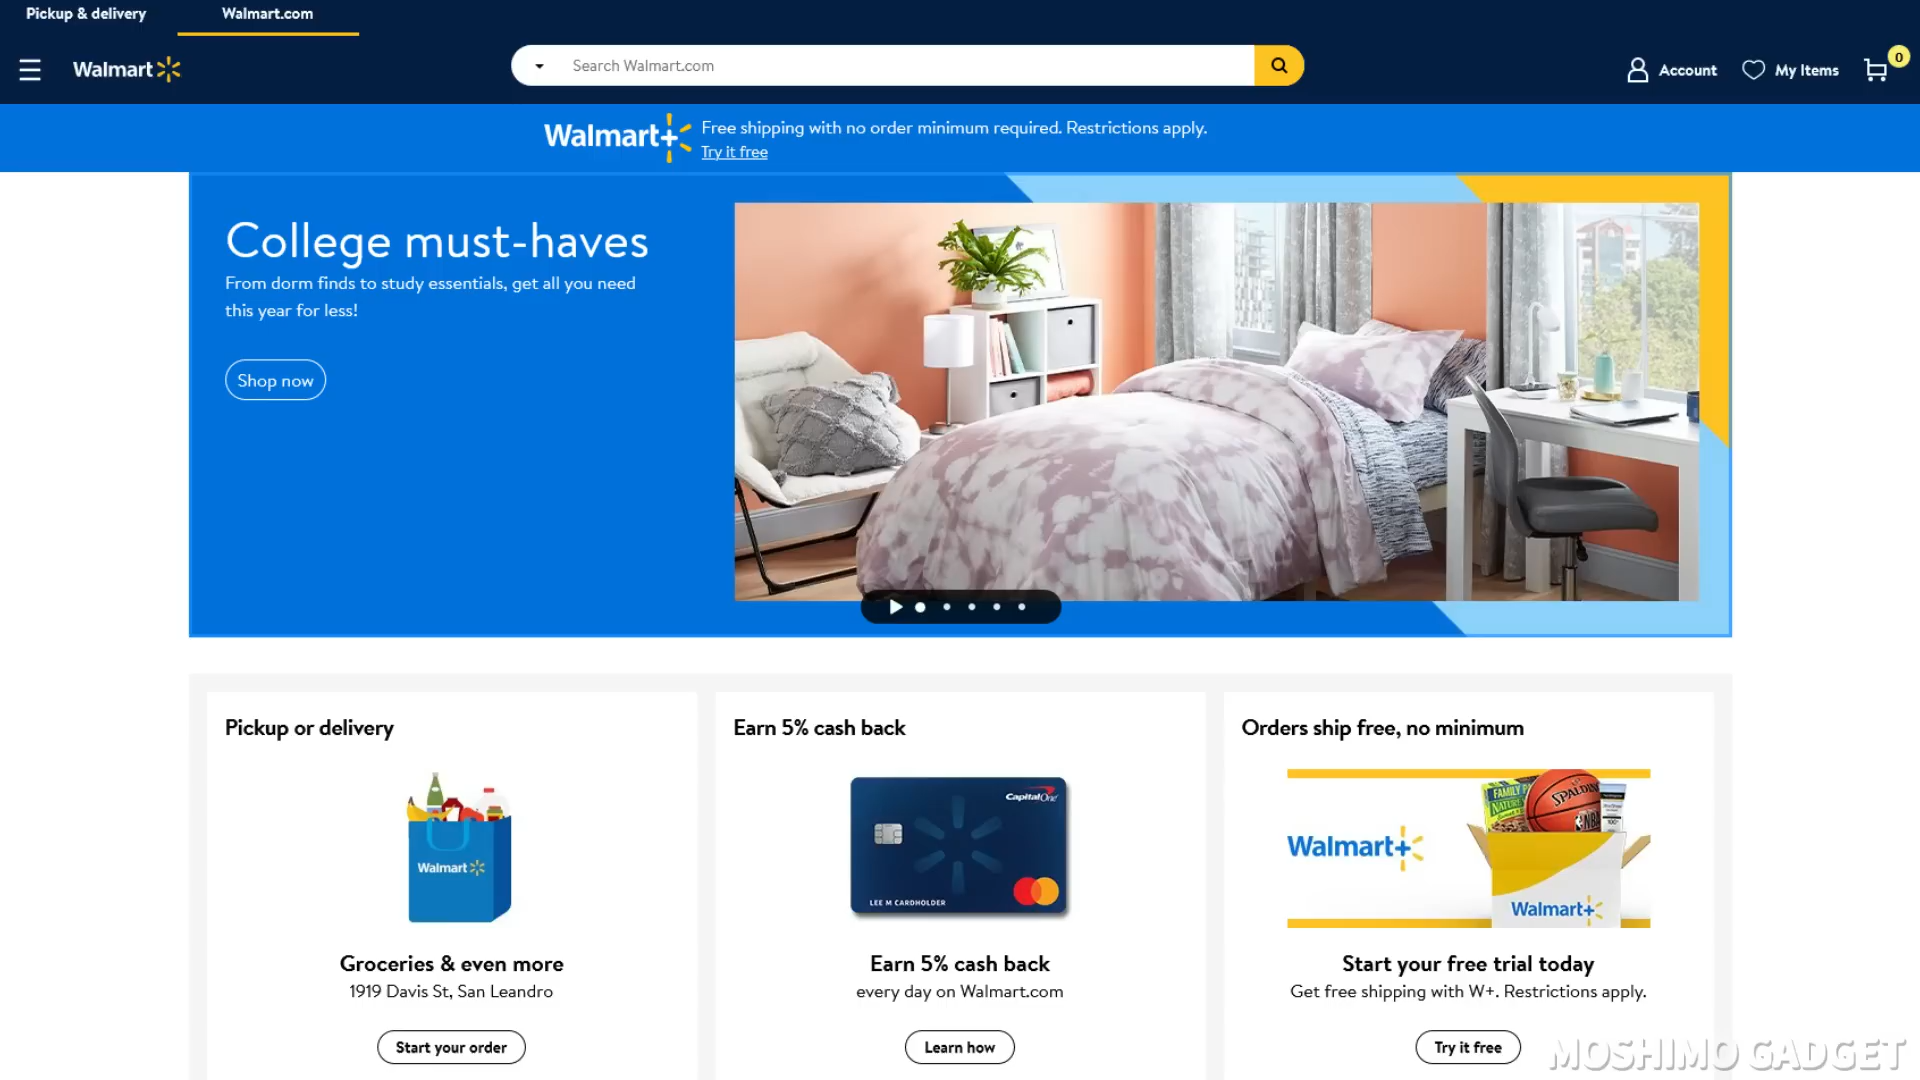 Pickup & delivery
Walmart.com
Walmart
Search Walmart.com
Account
My Items
0
Walmart+
Free shipping with no order minimum required. Restrictions apply.
Try it free
College must-haves
From dorm finds to study essentials, get all you need
this year for less!
Shop now
Pickup or delivery
Walmart
Groceries & even more
1919 Davis St, San Leandro
Start your order
Earn 5% cash back
CapitalOne
LEE M CARDHOLDER
Earn 5% cash back
every day on Walmart.com
Learn how
Orders ship free, no minimum
Walmart+
SPALDING
NBA
Walmart+
Start your free trial today
Get free shipping with W+. Restrictions apply.
Try it free
MOSHIMO GADGET